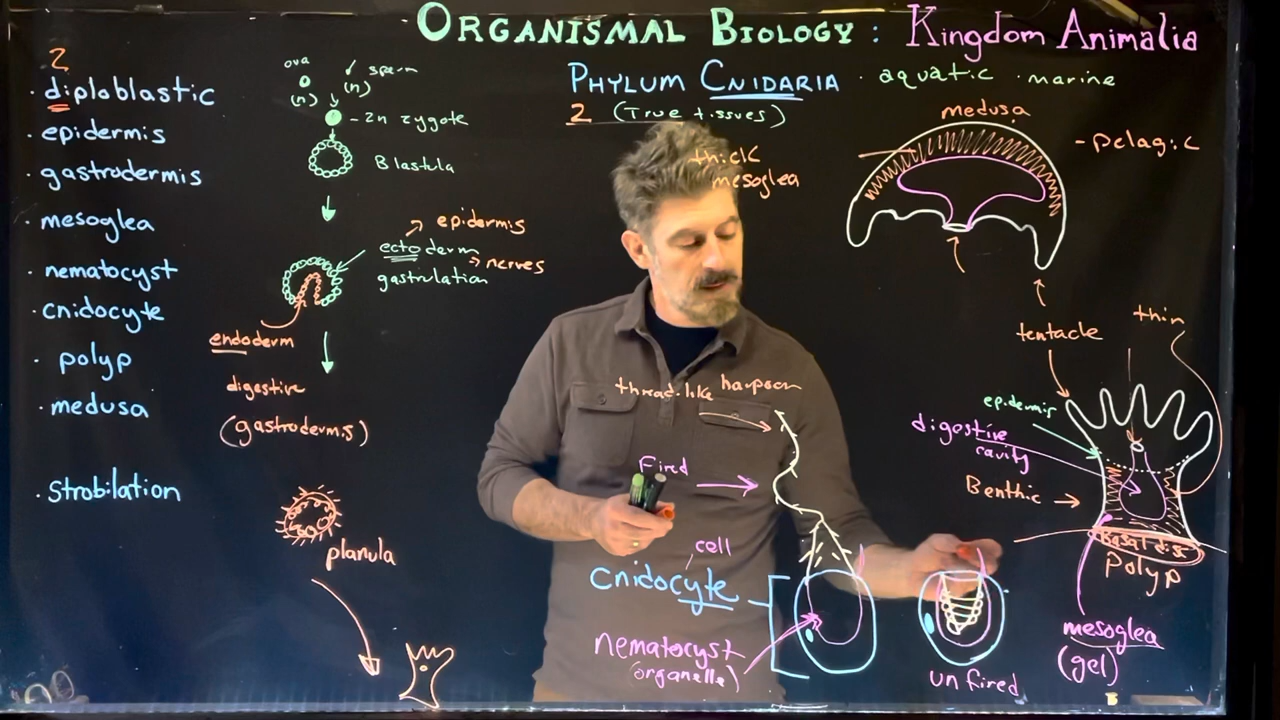 ORGANISMAL BIOLOGY : Kingdom Animalia
PHYLUM CNIDARIA · aquatic · marine
2 (True tissues)
2
· diploblastic
· epidermis
· gastrodermis
· mesoglea
· nematocyst
· cnidocyte
· polyp
· medusa
· Strobilation
ova
(n)
sperm
(n)
- 2n zygote
Blastula
epidermis
ectoderm
nerves
gastrulation
endoderm
digestive
(gastrodermis)
planula
thick
mesoglea
medusa
- pelagic
tentacle
thin
epidermis
digestive
cavity
Benthic
Basal disc
Polyp
mesoglea
(gel)
thread-like harpoon
Fired
cell
cnidocyte
nematocyst
(organelle)
unfired